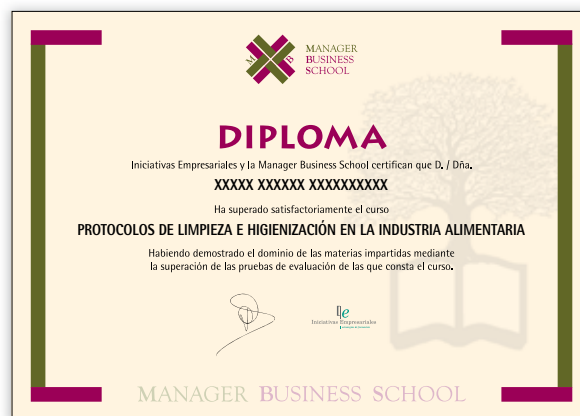 M B
MANAGER
BUSINESS
SCHOOL
DIPLOMA
Iniciativas Empresariales y la Manager Business School certifican que D. / Dña.
XXXXX XXXXXX XXXXXXXXXX
Ha superado satisfactoriamente el curso
PROTOCOLOS DE LIMPIEZA E HIGIENIZACIÓN EN LA INDUSTRIA ALIMENTARIA
Habiendo demostrado el dominio de las materias impartidas mediante
la superación de las pruebas de evaluación de las que consta el curso.
Iniciativas Empresariales
MANAGER BUSINESS SCHOOL